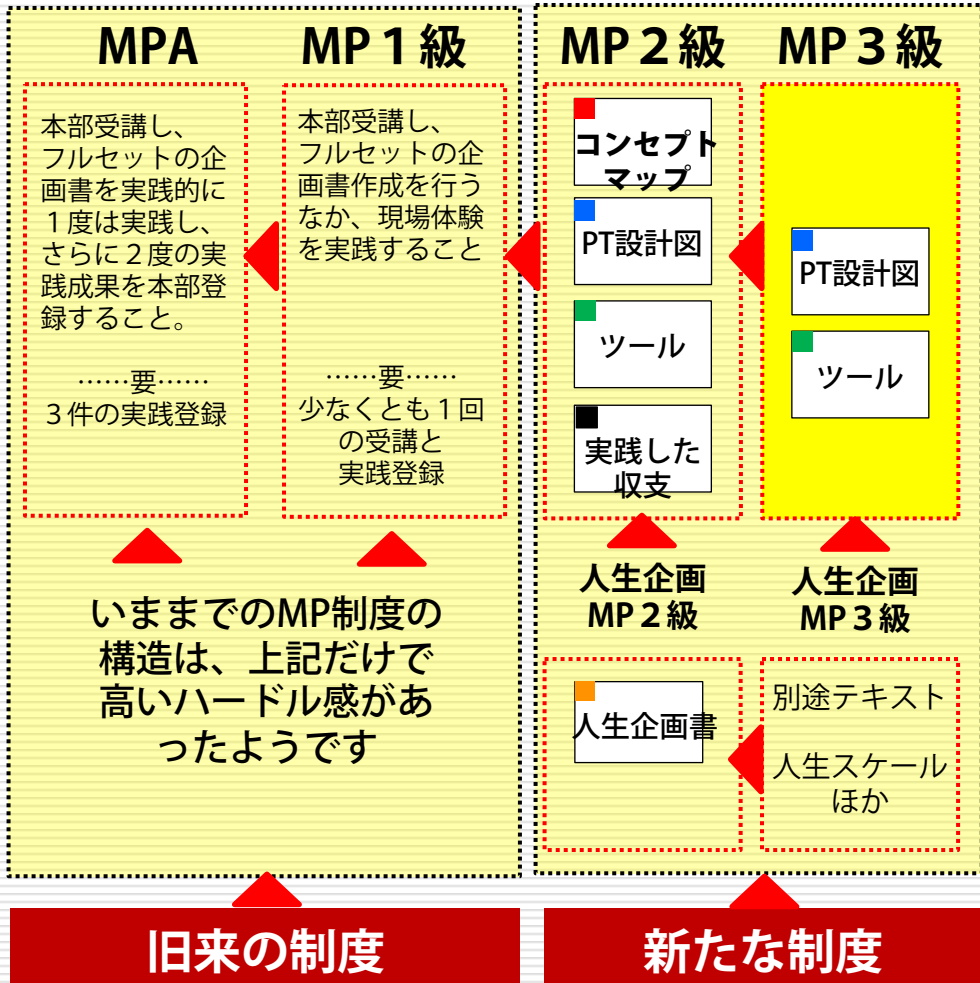 MPA
MP１級
MP２級
MP３級
本部受講し、
フルセットの企
画書を実践的に
１度は実践し、
さらに２度の実
践成果を本部登
録すること。
……要……
３件の実践登録
本部受講し、
フルセットの企
画書作成を行う
なか、現場体験
を実践すること
……要……
少なくとも１回
の受講と
実践登録
コンセプト
マップ
PT設計図
ツール
実践した
収支
PT設計図
ツール
いままでのMP制度の
構造は、上記だけで
高いハードル感があ
ったようです
人生企画
MP２級
人生企画
MP３級
人生企画書
別途テキスト
人生スケール
ほか
旧来の制度
新たな制度